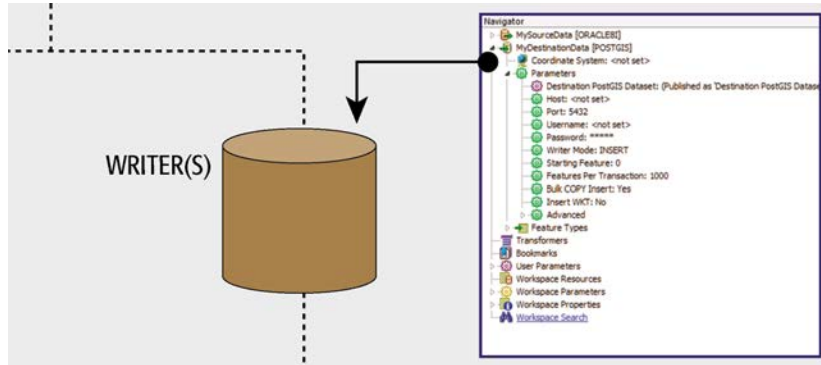 WRITER(S)
Navigator
MySourceData [ORACLE8I]
MyDestinationData [POSTGIS]
Coordinate System: <not set>
Parameters
Destination PostGIS Dataset: (Published as 'Destination PostGIS Datase
Host: <not set>
Port: 5432
Username: <not set>
Password: *****
Writer Mode: INSERT
Starting Feature: 0
Features Per Transaction: 1000
Bulk COPY Insert: Yes
Insert WKT: No
Advanced
Feature Types
Transformers
Bookmarks
User Parameters
Workspace Resources
Workspace Parameters
Workspace Properties
Workspace Search